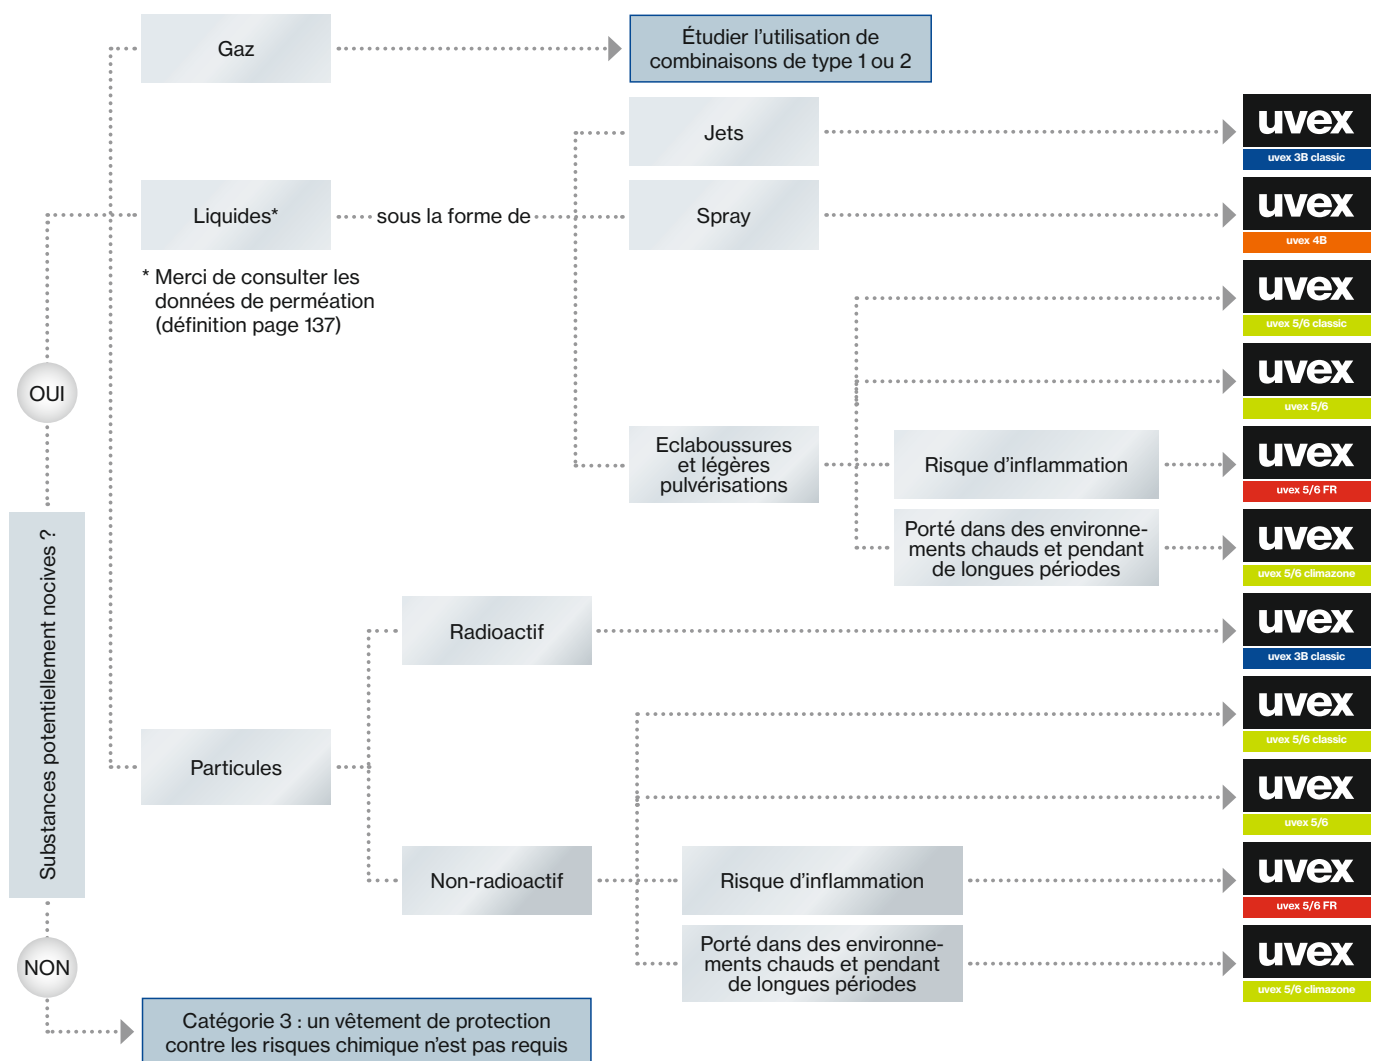 Gaz
Étudier l'utilisation de
combinaisons de type 1 ou 2
Jets
uvex
uvex 3B classic
Liquides*
sous la forme de
Spray
uvex
uvex 4B
* Merci de consulter les
données de perméation
(définition page 137)
uvex
uvex 5/6 classic
OUI
uvex
uvex 5/6
Eclaboussures
et légères
pulvérisations
Risque d'inflammation
uvex
uvex 5/6 FR
Porté dans des environne-
ments chauds et pendant
de longues périodes
uvex
uvex 5/6 climazone
Substances potentiellement nocives ?
Radioactif
uvex
uvex 3B classic
Particules
uvex
uvex 5/6 classic
uvex
uvex 5/6
Non-radioactif
Risque d'inflammation
uvex
uvex 5/6 FR
Porté dans des environne-
ments chauds et pendant
de longues périodes
uvex
uvex 5/6 climazone
NON
Catégorie 3 : un vêtement de protection
contre les risques chimique n'est pas requis